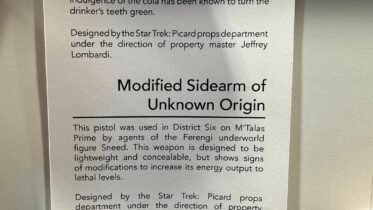 indulgence of the cola has been known to turn the
drinker's teeth green.
Designed by the Star Trek: Picard props department
under the direction of property master Jeffrey
Lombardi.
Modified Sidearm of
Unknown Origin
This pistol was used in District Six on M'Talas
Prime by agents of the Ferengi underworld
figure Sneed. This weapon is designed to be
lightweight and concealable, but shows signs
of modifications to increase its energy output to
lethal levels.
Designed by the Star Trek: Picard props
department under the direction of property